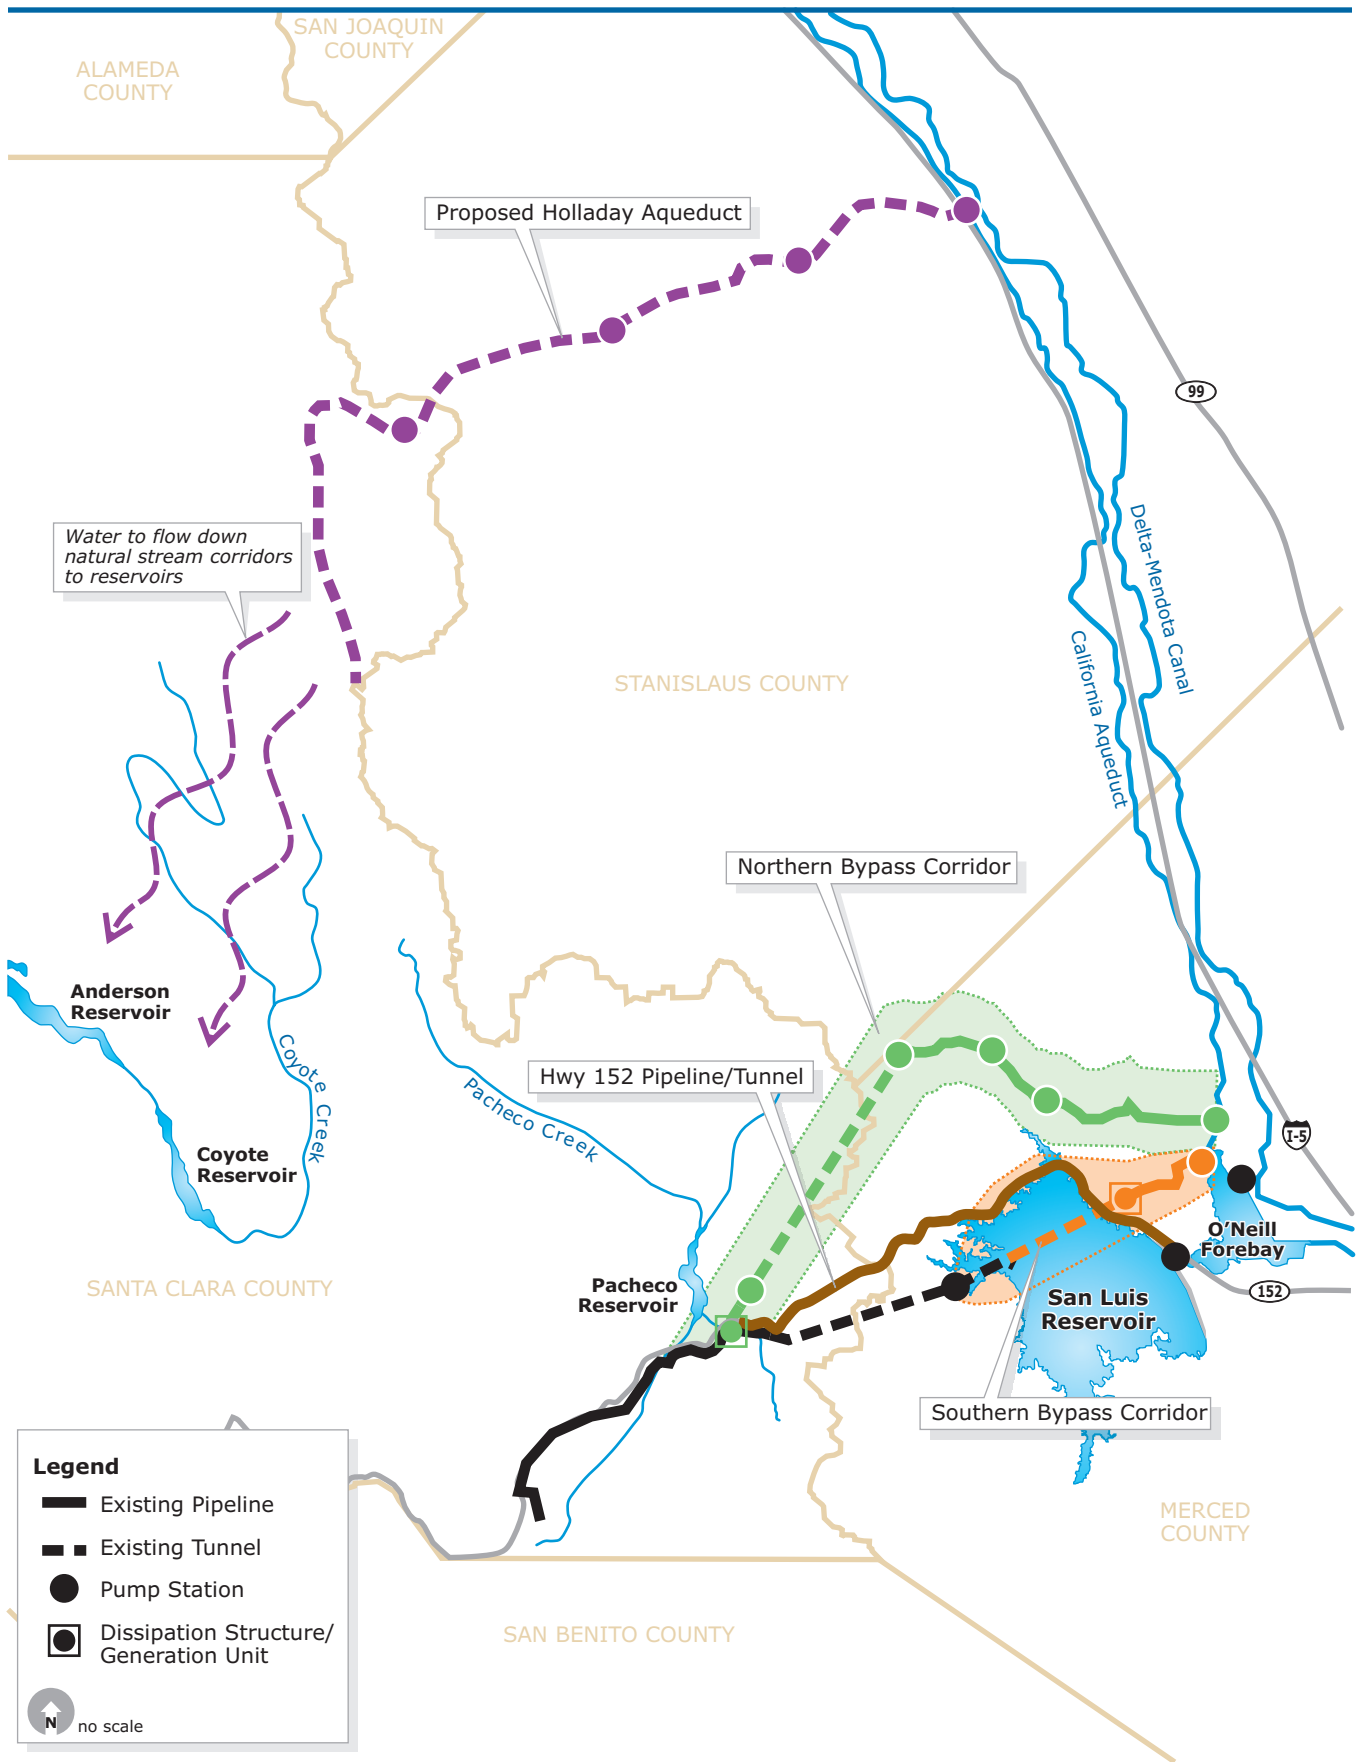 SAN JOAQUIN
COUNTY
ALAMEDA
COUNTY
Proposed Holladay Aqueduct
99
Water to flow down
natural stream corridors
to reservoirs
Delta-Mendota Canal
California Aqueduct
STANISLAUS COUNTY
Northern Bypass Corridor
Anderson
Reservoir
Coyote Creek
Hwy 152 Pipeline/Tunnel
Pacheco Creek
I-5
Coyote
Reservoir
O'Neill
Forebay
SANTA CLARA COUNTY
Pacheco
Reservoir
152
San Luis
Reservoir
Southern Bypass Corridor
Legend
Existing Pipeline
Existing Tunnel
Pump Station
Dissipation Structure/
Generation Unit
N
no scale
MERCED
COUNTY
SAN BENITO COUNTY